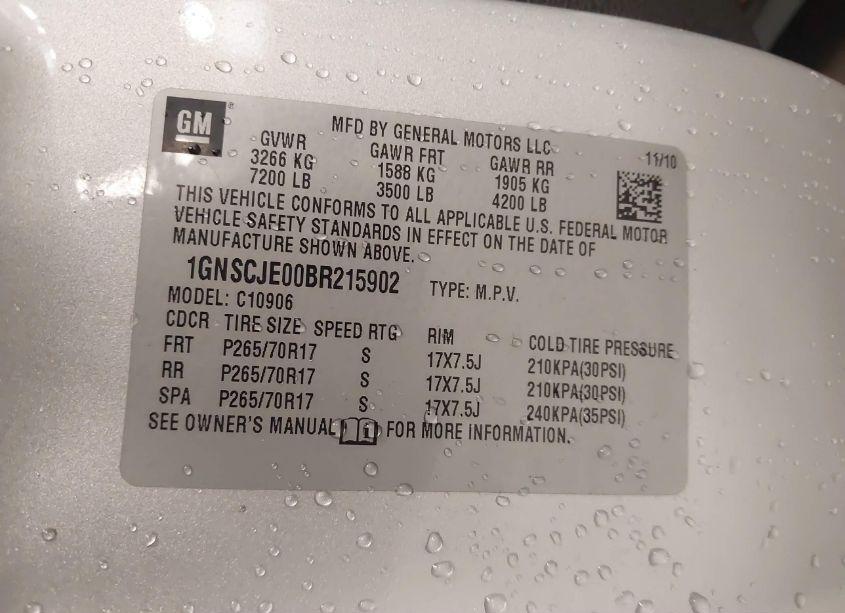 GM
MFD BY GENERAL MOTORS LLC 11/10
GVWR GAWR FRT GAWR RR
3266 KG 1588 KG 1905 KG
7200 LB 3500 LB 4200 LB
THIS VEHICLE CONFORMS TO ALL APPLICABLE U.S. FEDERAL MOTOR
VEHICLE SAFETY STANDARDS IN EFFECT ON THE DATE OF
MANUFACTURE SHOWN ABOVE.
1GNSCJE00BR215902 TYPE: M.P.V.
MODEL: C10906
CDCR TIRE SIZE SPEED RTG RIM COLD TIRE PRESSURE
FRT P265/70R17 S 17X7.5J 210KPA(30PSI)
RR P265/70R17 S 17X7.5J 210KPA(30PSI)
SPA P265/70R17 S 17X7.5J 240KPA(35PSI)
SEE OWNER'S MANUAL i FOR MORE INFORMATION.